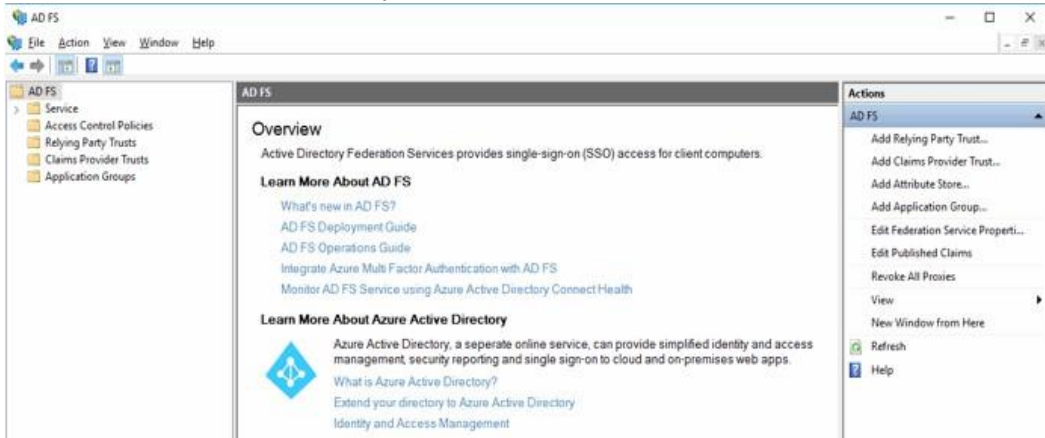 AD FS
File Action View Window Help
AD FS
Service
Access Control Policies
Relying Party Trusts
Claims Provider Trusts
Application Groups
AD FS
Overview
Active Directory Federation Services provides single-sign-on (SSO) access for client computers.
Learn More About AD FS
What's new in AD FS?
AD FS Deployment Guide
AD FS Operations Guide
Integrate Azure Multi Factor Authentication with AD FS
Monitor AD FS Service using Azure Active Directory Connect Health
Learn More About Azure Active Directory
Azure Active Directory, a seperate online service, can provide simplified identity and access
management, security reporting and single sign-on to cloud and on-premises web apps.
What is Azure Active Directory?
Extend your directory to Azure Active Directory
Identity and Access Management
Actions
AD FS
Add Relying Party Trust...
Add Claims Provider Trust...
Add Attribute Store...
Add Application Group...
Edit Federation Service Properti...
Edit Published Claims
Revoke All Proxies
View
New Window from Here
Refresh
Help